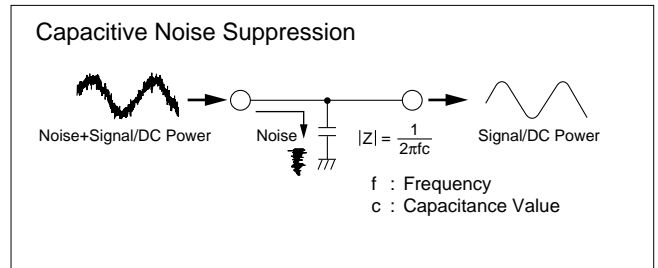 Capacitive Noise Suppression
Noise+Signal/DC Power
Noise
|Z| = 1/2πfc
Signal/DC Power
f : Frequency
c : Capacitance Value